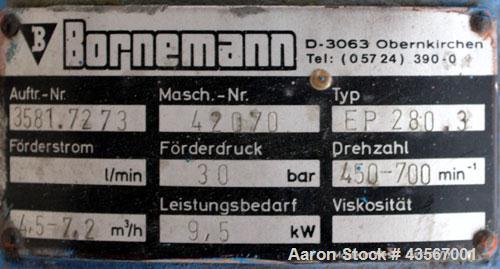 B Bornemann D-3063 Obernkirchen
Tel: (05724) 390-0
Auftr.-Nr. Masch.-Nr. Typ
3581.7273 42070 EP 280.3
Förderstrom Förderdruck Drehzahl
l/min 30 bar 450-700 min⁻¹
Leistungsbedarf Viskosität
4,5-7,2 m³/h 9,5 kW
Aaron Stock # 43567001